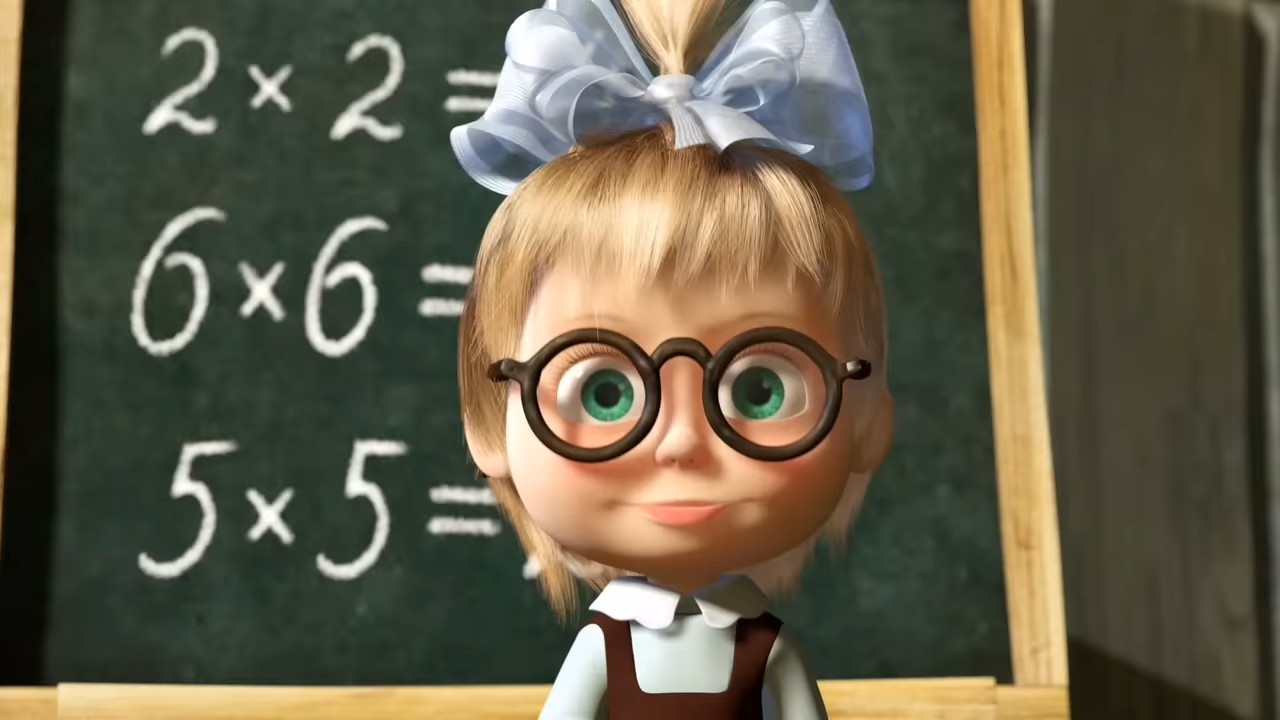 2 × 2 =
6 × 6 =
5 × 5 =